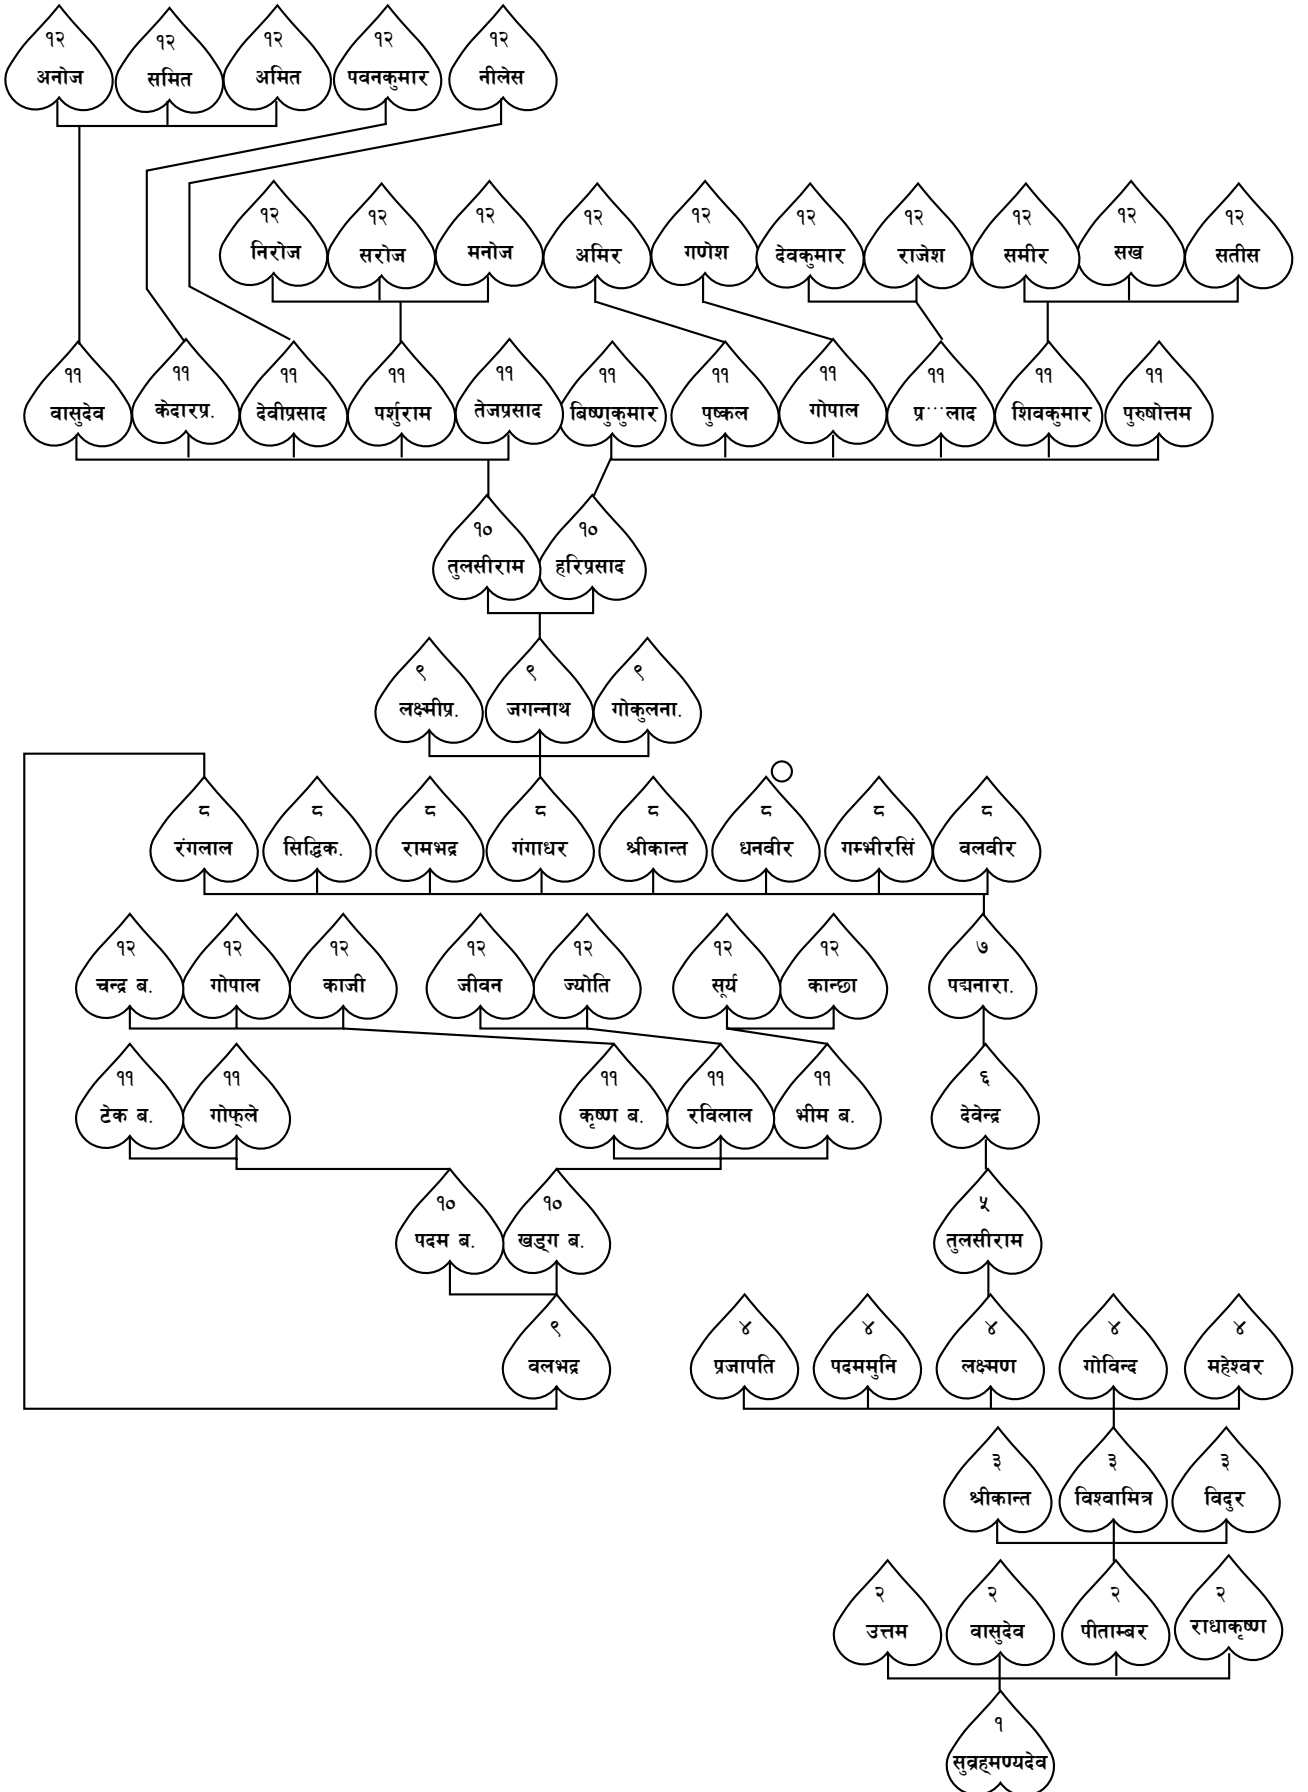 १२ १२ १२ १२ १२
अनोज समित अमित पवनकुमार नीलेस
१२ १२ १२ १२ १२ १२ १२ १२ १२ १२
निरोज सरोज मनोज अमिर गणेश देवकुमार राजेश समीर सख सतीस
११ ११ ११ ११ ११ ११ ११ ११ ११ ११ ११
वासुदेव केदारप्र. देवीप्रसाद पर्शुराम तेजप्रसाद बिष्णुकुमार पुष्कल गोपाल प्र…लाद शिवकुमार पुरुषोत्तम
१० १०
तुलसीराम हरिप्रसाद
९ ९ ९
लक्ष्मीप्र. जगन्नाथ गोकुलना.
८ ८ ८ ८ ८ ८ ८ ८
रंगलाल सिद्धिक. रामभद्र गंगाधर श्रीकान्त धनवीर गम्भीरसिं बलवीर
१२ १२ १२ १२ १२ १२ १२ ७
चन्द्र ब. गोपाल काजी जीवन ज्योति सूर्य कान्छा पद्मनारा.
११ ११ ११ ११ ११ ६
टेक ब. गोफ्ले कृष्ण ब. रविलाल भीम ब. देवेन्द्र
१० १० ५
पदम ब. खड्ग ब. तुलसीराम
९ ४ ४ ४ ४ ४
वलभद्र प्रजापति पदममुनि लक्ष्मण गोविन्द महेश्वर
३ ३ ३
श्रीकान्त विश्वामित्र विदुर
२ २ २ २
उत्तम वासुदेव पीताम्बर राधाकृष्ण
१
सुव्रह्मण्यदेव